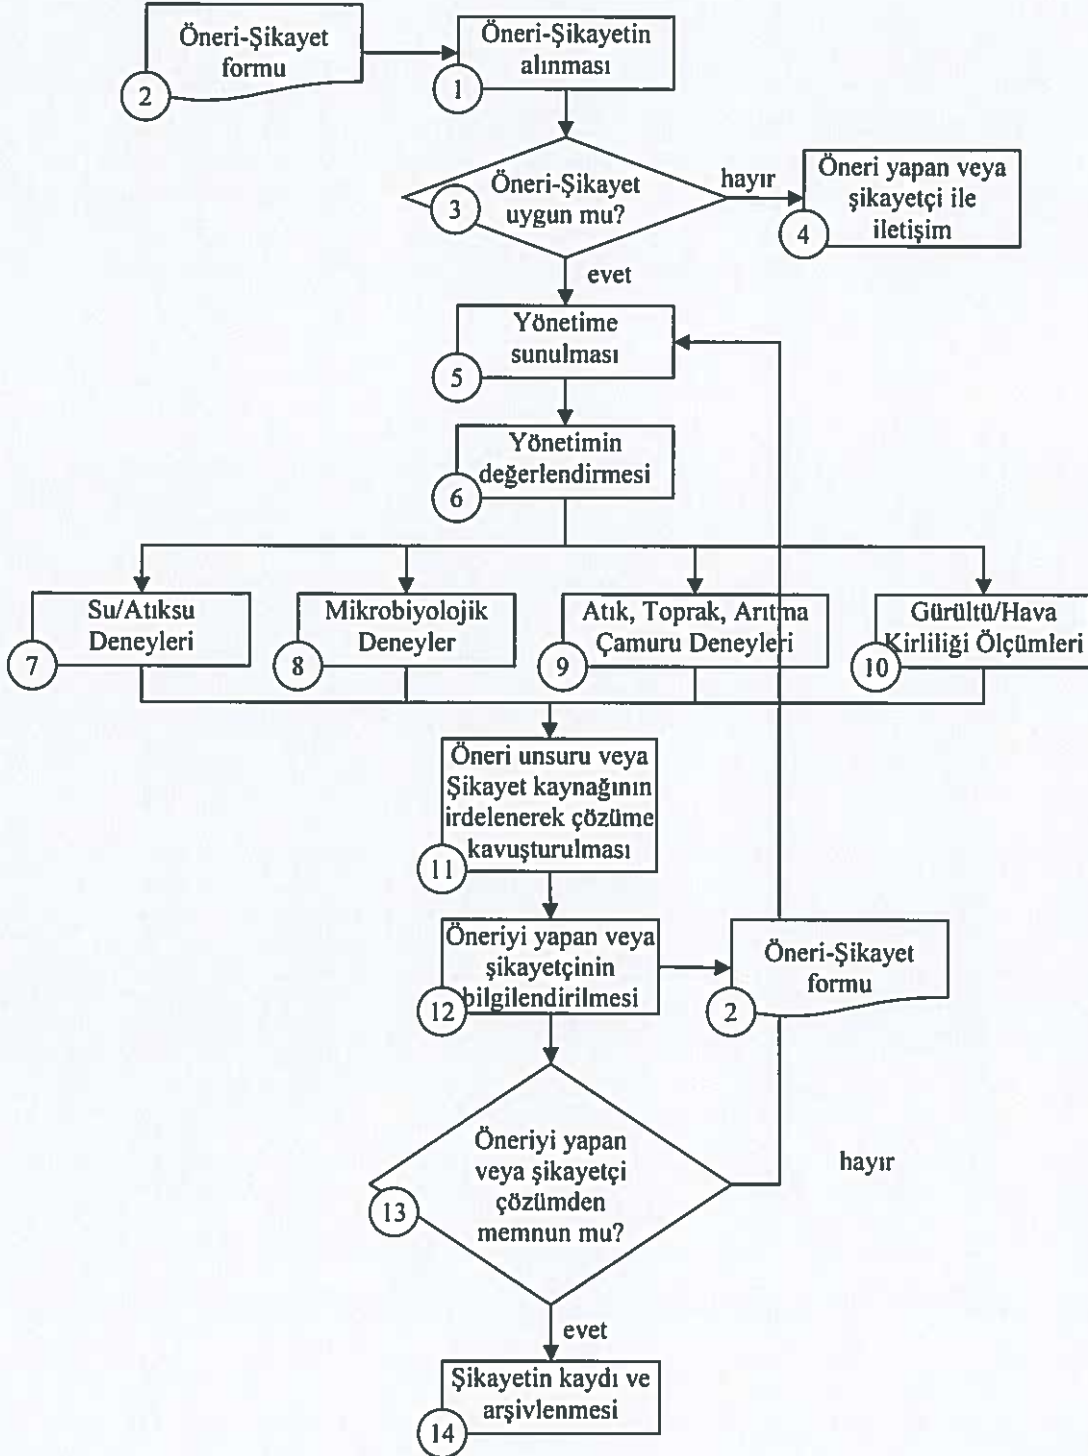 Öneri-Şikayet
formu
2
Öneri-Şikayetin
alınması
1
Öneri-Şikayet
uygun mu?
3
hayır
Öneri yapan veya
şikayetçi ile
iletişim
4
evet
Yönetime
sunulması
5
Yönetimin
değerlendirmesi
6
Su/Atıksu
Deneyleri
7
Mikrobiyolojik
Deneyler
8
Atık, Toprak, Arıtma
Çamuru Deneyleri
9
Gürültü/Hava
Kirliliği Ölçümleri
10
Öneri unsuru veya
Şikayet kaynağının
irdelenerek çözüme
kavuşturulması
11
Öneriyi yapan veya
şikayetçinin
bilgilendirilmesi
12
Öneri-Şikayet
formu
2
Öneriyi yapan
veya şikayetçi
çözümden
memnun mu?
13
hayır
evet
Şikayetin kaydı ve
arşivlenmesi
14